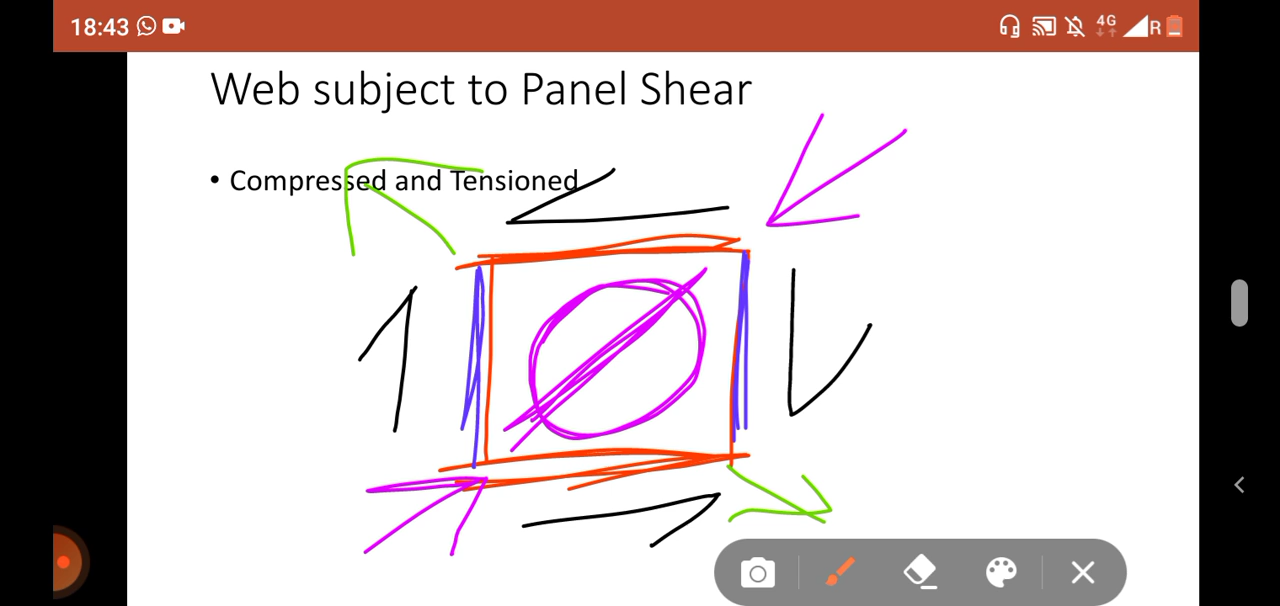 18:43
4G
R
Web subject to Panel Shear
• Compressed and Tensioned